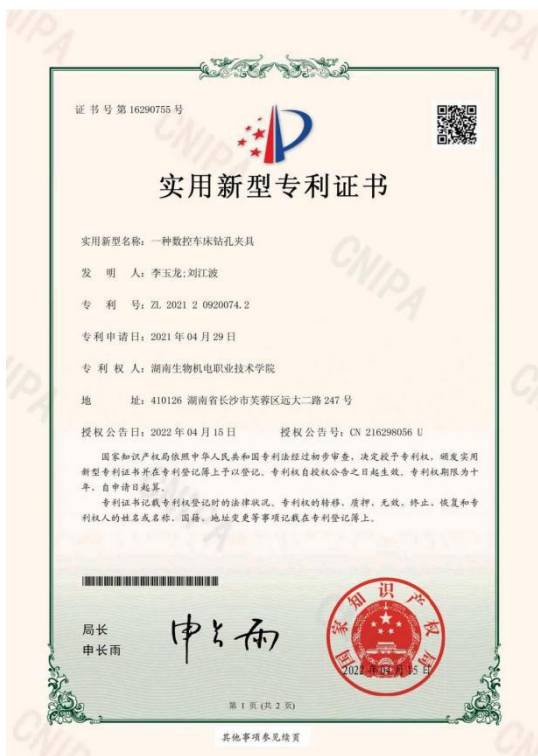 证书号第16290755号
实用新型专利证书
实用新型名称：一种数控车床钻孔夹具
发明人：李玉龙;刘江波
专利号：ZL 2021 2 0920074.2
专利申请日：2021年04月29日
专利权人：湖南生物机电职业技术学院
地址：410126 湖南省长沙市芙蓉区远大二路247号
授权公告日：2022年04月15日 授权公告号：CN 216298056 U
国家知识产权局依照中华人民共和国专利法经过初步审查，决定授予专利权，颁发实用
新型专利证书并在专利登记簿上予以登记。专利权自授权公告之日起生效。专利权期限为十
年，自申请日起算。
专利证书记载专利权登记时的法律状况。专利权的转移、质押、无效、终止、恢复和专
利权人的姓名或名称、国籍、地址变更等事项记载在专利登记簿上。
局长
申长雨
申长雨
国家知识产权局
2022年04月15日
第 1 页 (共 2 页)
其他事项参见续页
CNIPA
CNIPA
CNIPA
CNIPA
CNIPA